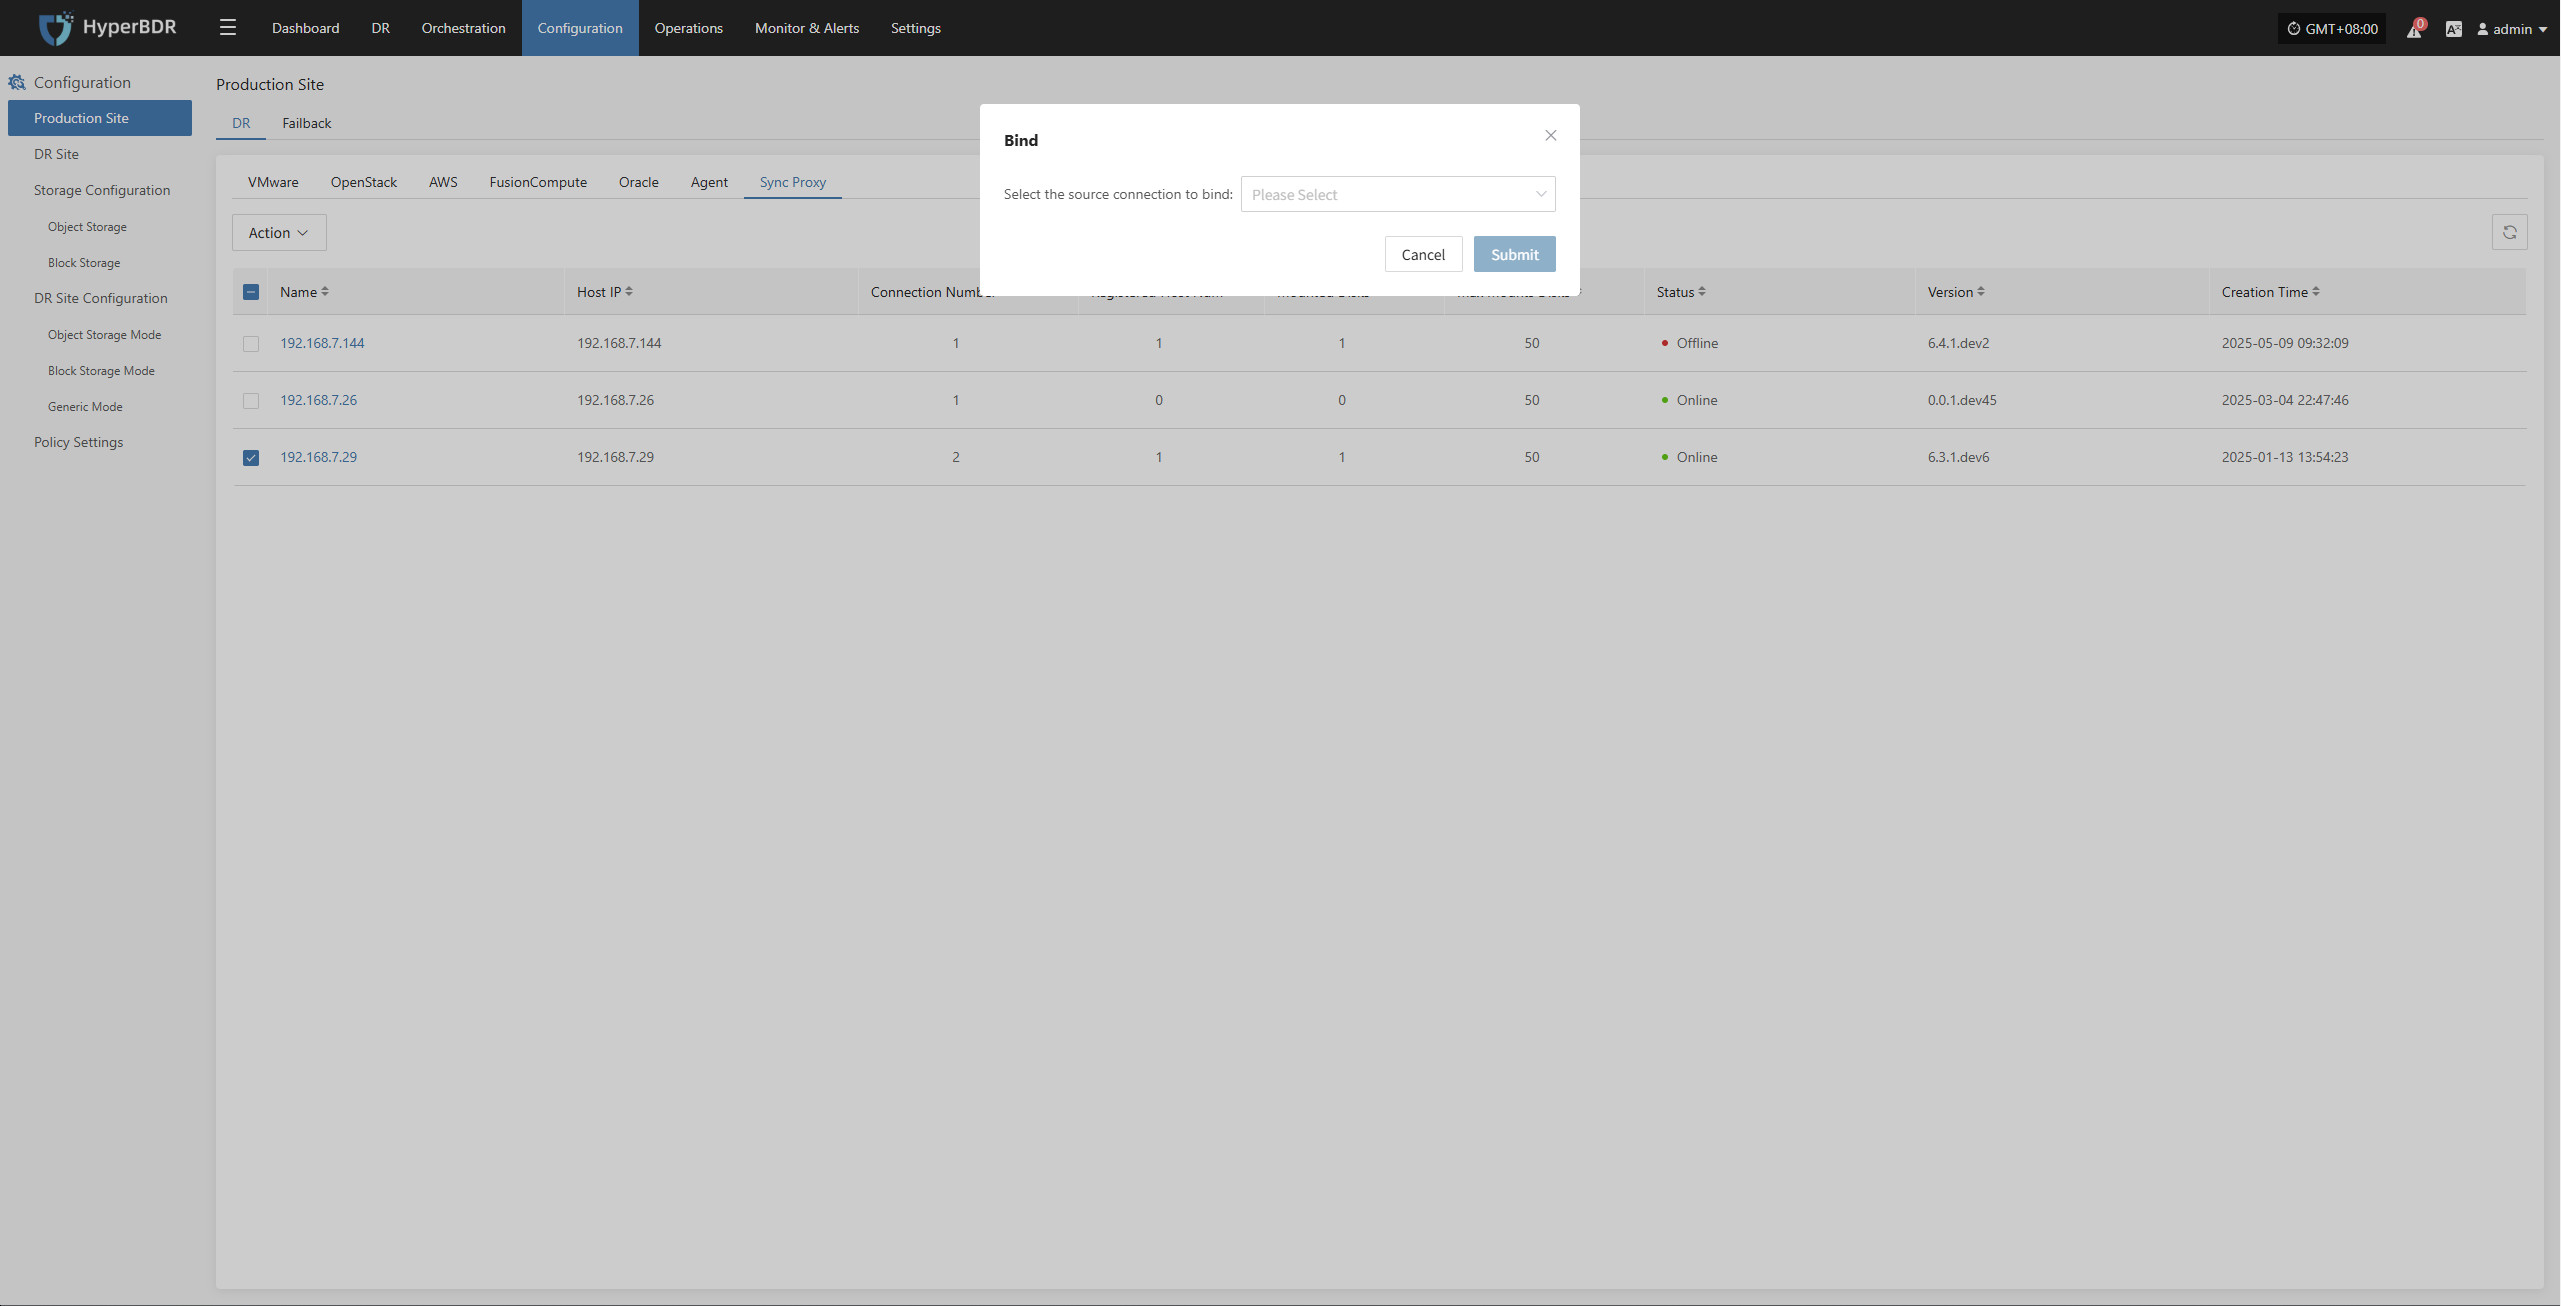 HyperBDR
Dashboard DR Orchestration Configuration Operations Monitor & Alerts Settings
GMT+08:00 0 admin
Configuration
Production Site
DR Site
Storage Configuration
Object Storage
Block Storage
DR Site Configuration
Object Storage Mode
Block Storage Mode
Generic Mode
Policy Settings
Production Site
DR Failback
VMware OpenStack AWS FusionCompute Oracle Agent Sync Proxy
Action
Bind
Select the source connection to bind: Please Select
Cancel Submit
Name Host IP Connection Number Status Version Creation Time
192.168.7.144 192.168.7.144 1 1 1 50 Offline 6.4.1.dev2 2025-05-09 09:32:09
192.168.7.26 192.168.7.26 1 0 0 50 Online 0.0.1.dev45 2025-03-04 22:47:46
192.168.7.29 192.168.7.29 2 1 1 50 Online 6.3.1.dev6 2025-01-13 13:54:23